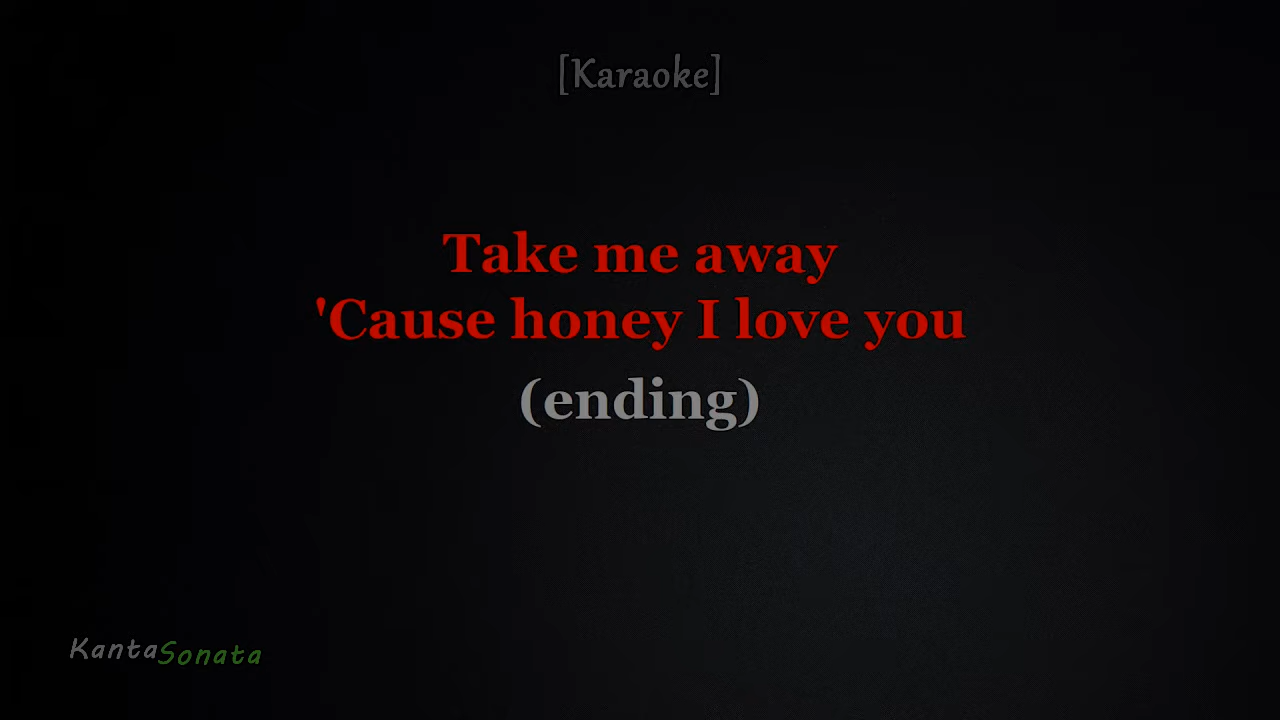 [Karaoke]
Take me away
'Cause honey I love you
(ending)
KantaSonata